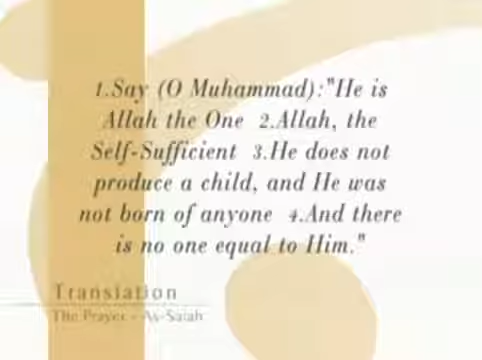 1.Say (O Muhammad):"He is
Allah the One 2.Allah, the
Self-Sufficient 3.He does not
produce a child, and He was
not born of anyone 4.And there
is no one equal to Him."
Translation
The Prayer - As-Salah